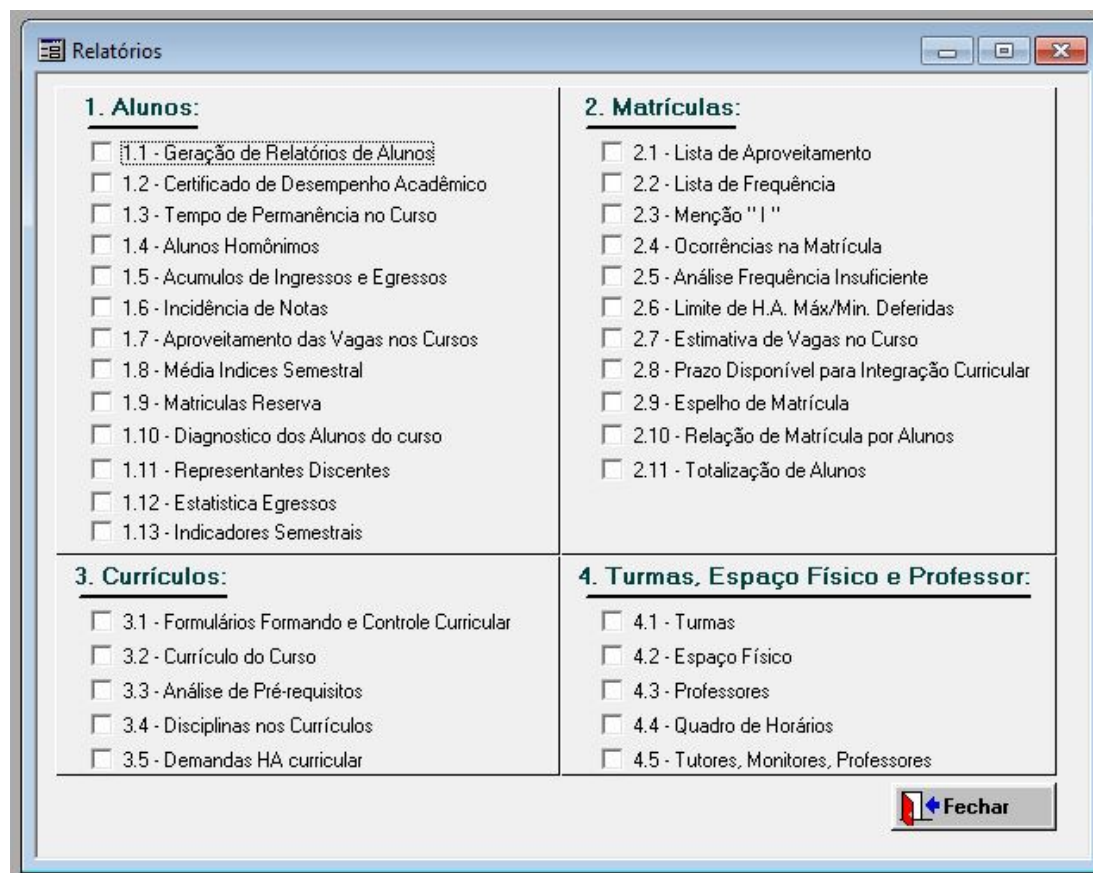 Relatórios
1. Alunos:
1.1 - Geração de Relatórios de Alunos
1.2 - Certificado de Desempenho Acadêmico
1.3 - Tempo de Permanência no Curso
1.4 - Alunos Homônimos
1.5 - Acumulos de Ingressos e Egressos
1.6 - Incidência de Notas
1.7 - Aproveitamento das Vagas nos Cursos
1.8 - Média Indices Semestral
1.9 - Matriculas Reserva
1.10 - Diagnostico dos Alunos do curso
1.11 - Representantes Discentes
1.12 - Estatistica Egressos
1.13 - Indicadores Semestrais
2. Matrículas:
2.1 - Lista de Aproveitamento
2.2 - Lista de Frequência
2.3 - Menção "I"
2.4 - Ocorrências na Matrícula
2.5 - Análise Frequência Insuficiente
2.6 - Limite de H.A. Máx/Min. Deferidas
2.7 - Estimativa de Vagas no Curso
2.8 - Prazo Disponível para Integração Curricular
2.9 - Espelho de Matrícula
2.10 - Relação de Matrícula por Alunos
2.11 - Totalização de Alunos
3. Currículos:
3.1 - Formulários Formando e Controle Curricular
3.2 - Currículo do Curso
3.3 - Análise de Pré-requisitos
3.4 - Disciplinas nos Currículos
3.5 - Demandas HA curricular
4. Turmas, Espaço Físico e Professor:
4.1 - Turmas
4.2 - Espaço Físico
4.3 - Professores
4.4 - Quadro de Horários
4.5 - Tutores, Monitores, Professores
Fechar